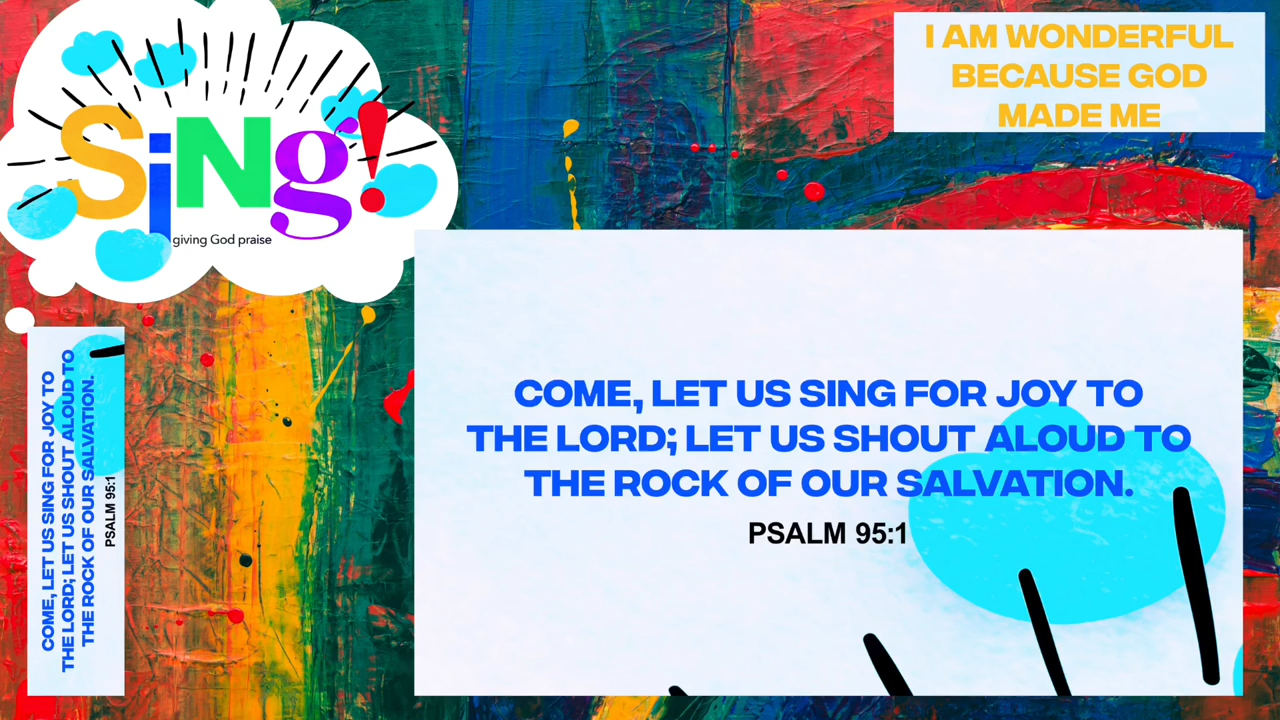 SiNg!
giving God praise
I AM WONDERFUL
BECAUSE GOD
MADE ME
COME, LET US SING FOR JOY TO
THE LORD; LET US SHOUT ALOUD TO
THE ROCK OF OUR SALVATION.
PSALM 95:1
COME, LET US SING FOR JOY TO
THE LORD; LET US SHOUT ALOUD TO
THE ROCK OF OUR SALVATION.
PSALM 95:1